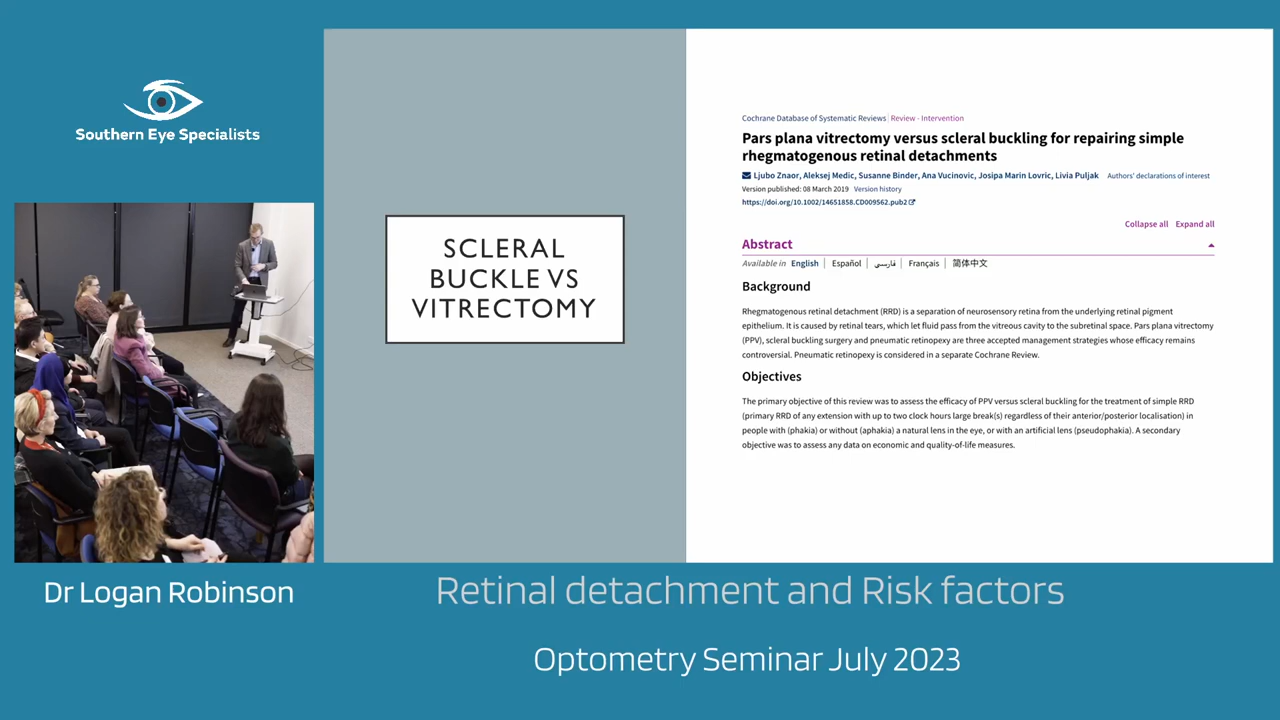 Southern Eye Specialists
SCLERAL
BUCKLE VS
VITRECTOMY
Cochrane Database of Systematic Reviews | Review - Intervention
Pars plana vitrectomy versus scleral buckling for repairing simple
rhegmatogenous retinal detachments
Ljubo Znaor, Aleksej Medic, Susanne Binder, Ana Vucinovic, Josipa Marin Lovric, Livia Puljak Authors' declarations of interest
Version published: 08 March 2019 Version history
https://doi.org/10.1002/14651858.CD009562.pub2
Collapse all Expand all
Abstract
Available in English | Español | فارسی | Français | 简体中文
Background
Rhegmatogenous retinal detachment (RRD) is a separation of neurosensory retina from the underlying retinal pigment
epithelium. It is caused by retinal tears, which let fluid pass from the vitreous cavity to the subretinal space. Pars plana vitrectomy
(PPV), scleral buckling surgery and pneumatic retinopexy are three accepted management strategies whose efficacy remains
controversial. Pneumatic retinopexy is considered in a separate Cochrane Review.
Objectives
The primary objective of this review was to assess the efficacy of PPV versus scleral buckling for the treatment of simple RRD
(primary RRD of any extension with up to two clock hours large break(s) regardless of their anterior/posterior localisation) in
people with (phakia) or without (aphakia) a natural lens in the eye, or with an artificial lens (pseudophakia). A secondary
objective was to assess any data on economic and quality-of-life measures.
Dr Logan Robinson
Retinal detachment and Risk factors
Optometry Seminar July 2023